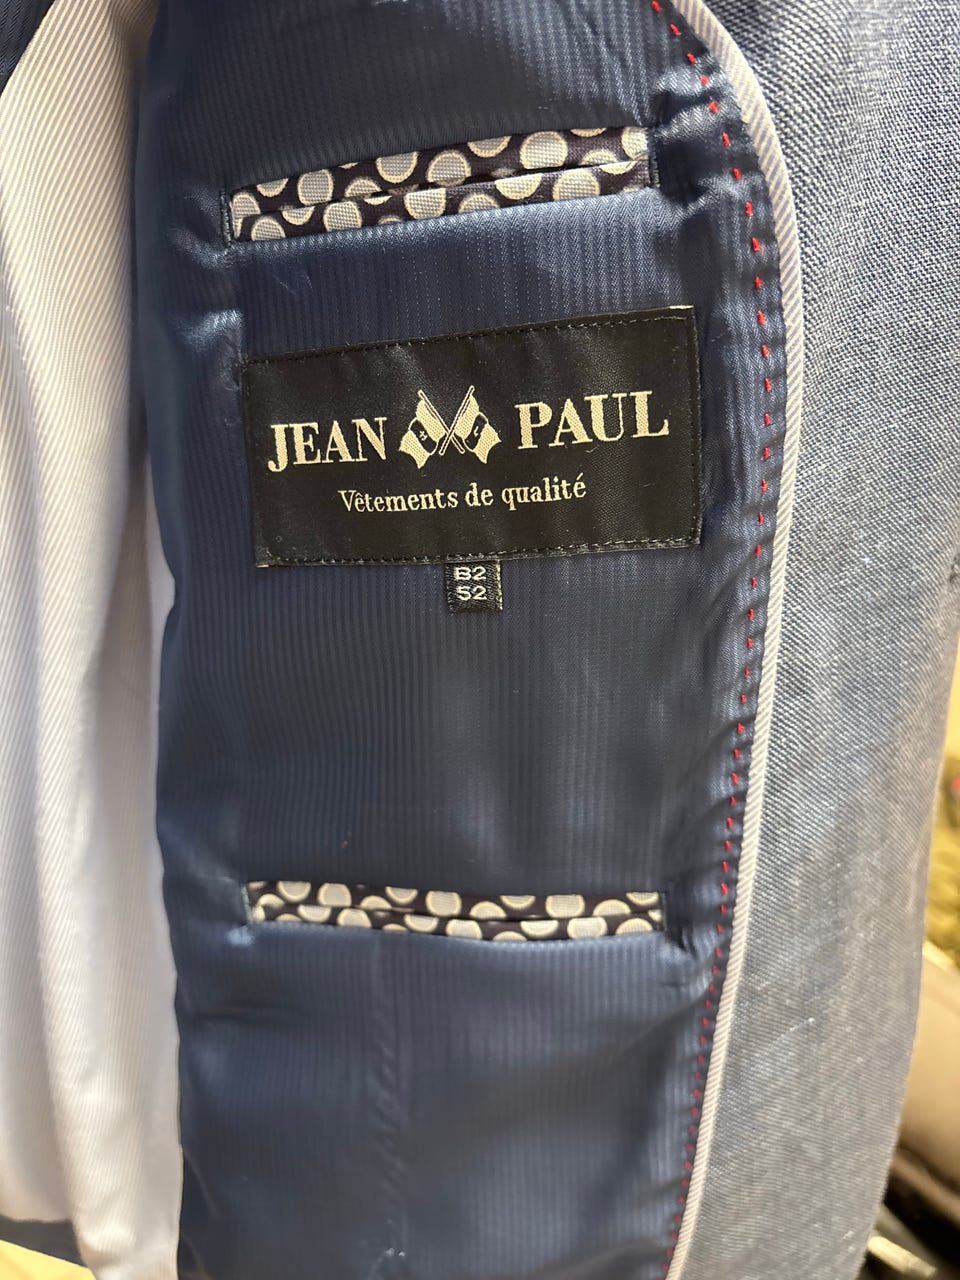 JEAN PAUL
Vêtements de qualité
B2
52